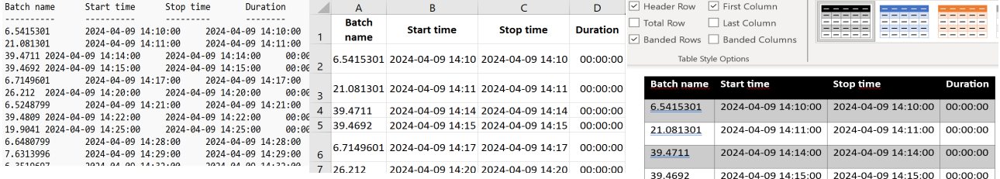 Batch name Start time Stop time Duration
---------- ---------- --------- --------
6.5415301 2024-04-09 14:10:00 2024-04-09 14:10:00
21.081301 2024-04-09 14:11:00 2024-04-09 14:11:00
39.4711 2024-04-09 14:14:00 2024-04-09 14:14:00 00:00
39.4692 2024-04-09 14:15:00 2024-04-09 14:15:00 00:00
6.7149601 2024-04-09 14:17:00 2024-04-09 14:17:00
26.212 2024-04-09 14:20:00 2024-04-09 14:20:00 00:00
6.5248799 2024-04-09 14:21:00 2024-04-09 14:21:00
39.4809 2024-04-09 14:22:00 2024-04-09 14:22:00 00:00
19.9041 2024-04-09 14:25:00 2024-04-09 14:25:00 00:00
6.6480799 2024-04-09 14:28:00 2024-04-09 14:28:00
7.6313996 2024-04-09 14:29:00 2024-04-09 14:29:00
A B C D
1 Batch name Start time Stop time Duration
2 6.5415301 2024-04-09 14:10 2024-04-09 14:10 00:00:00
3 21.081301 2024-04-09 14:11 2024-04-09 14:11 00:00:00
4 39.4711 2024-04-09 14:14 2024-04-09 14:14 00:00:00
5 39.4692 2024-04-09 14:15 2024-04-09 14:15 00:00:00
6 6.7149601 2024-04-09 14:17 2024-04-09 14:17 00:00:00
7 26.212 2024-04-09 14:20 2024-04-09 14:20 00:00:00
Header Row First Column
Total Row Last Column
Banded Rows Banded Columns
Table Style Options
Batch name Start time Stop time Duration
6.5415301 2024-04-09 14:10:00 2024-04-09 14:10:00 00:00:00
21.081301 2024-04-09 14:11:00 2024-04-09 14:11:00 00:00:00
39.4711 2024-04-09 14:14:00 2024-04-09 14:14:00 00:00:00
39.4692 2024-04-09 14:15:00 2024-04-09 14:15:00 00:00:00